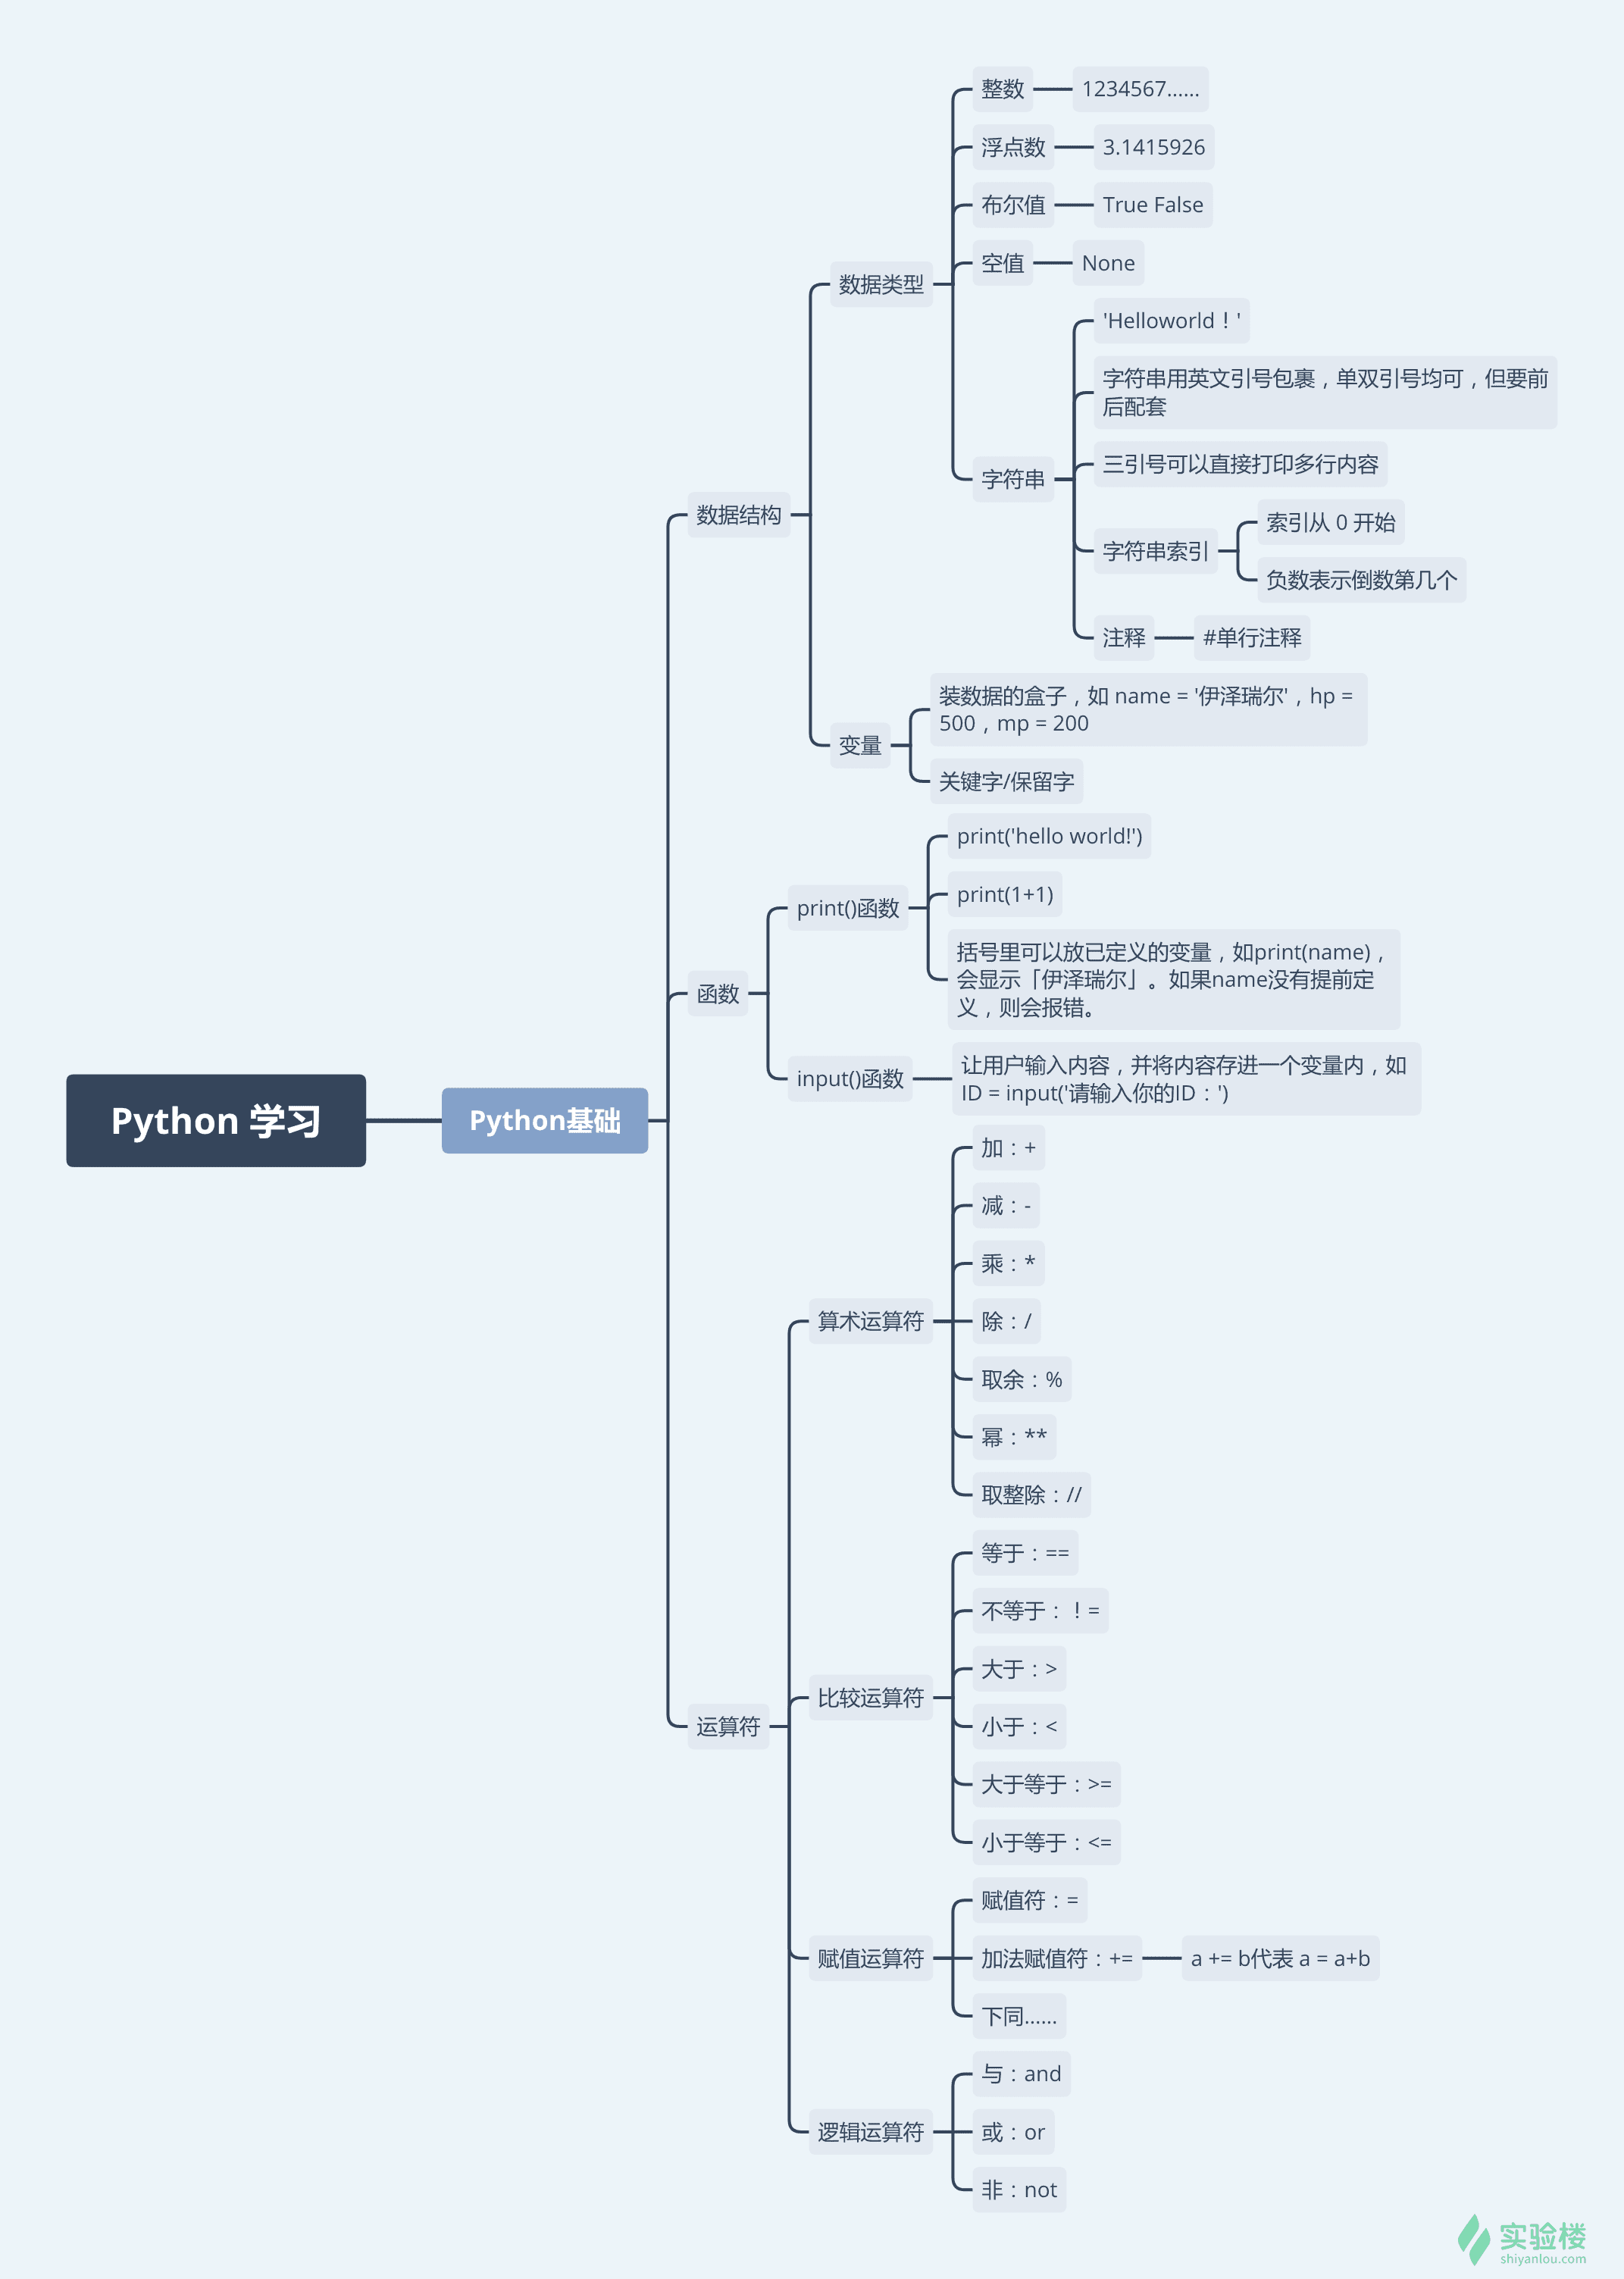 Python 学习
Python基础
数据结构
数据类型
整数
1234567......
浮点数
3.1415926
布尔值
True False
空值
None
字符串
'Helloworld！'
字符串用英文引号包裹，单双引号均可，但要前
后配套
三引号可以直接打印多行内容
字符串索引
索引从 0 开始
负数表示倒数第几个
注释
#单行注释
变量
装数据的盒子，如 name = '伊泽瑞尔'，hp =
500，mp = 200
关键字/保留字
函数
print()函数
print('hello world!')
print(1+1)
括号里可以放已定义的变量，如print(name)，
会显示「伊泽瑞尔」。如果name没有提前定
义，则会报错。
input()函数
让用户输入内容，并将内容存进一个变量内，如
ID = input('请输入你的ID：')
运算符
算术运算符
加：+
减：-
乘：*
除：/
取余：%
幂：**
取整除：//
比较运算符
等于：==
不等于：！=
大于：>
小于：<
大于等于：>=
小于等于：<=
赋值运算符
赋值符：=
加法赋值符：+=
a += b代表 a = a+b
下同......
逻辑运算符
与：and
或：or
非：not
实验楼
shiyanlou.com